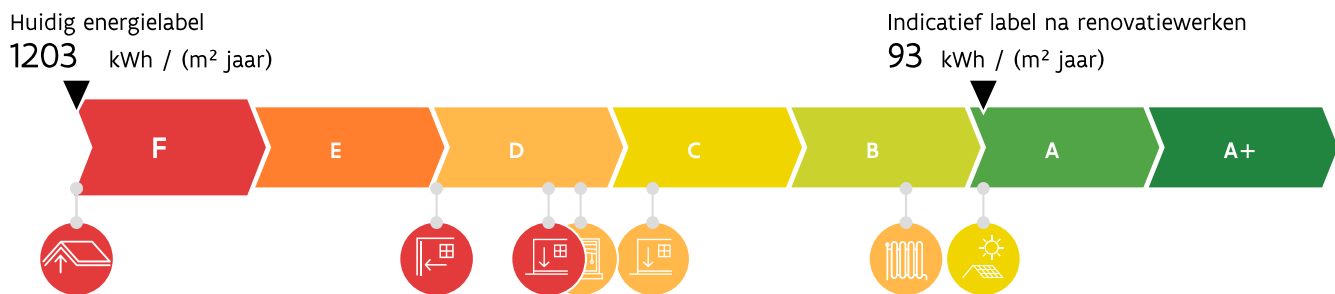 Huidig energielabel
1203 kWh / (m² jaar)
Indicatief label na renovatiewerken
93 kWh / (m² jaar)
F E D C B A A+